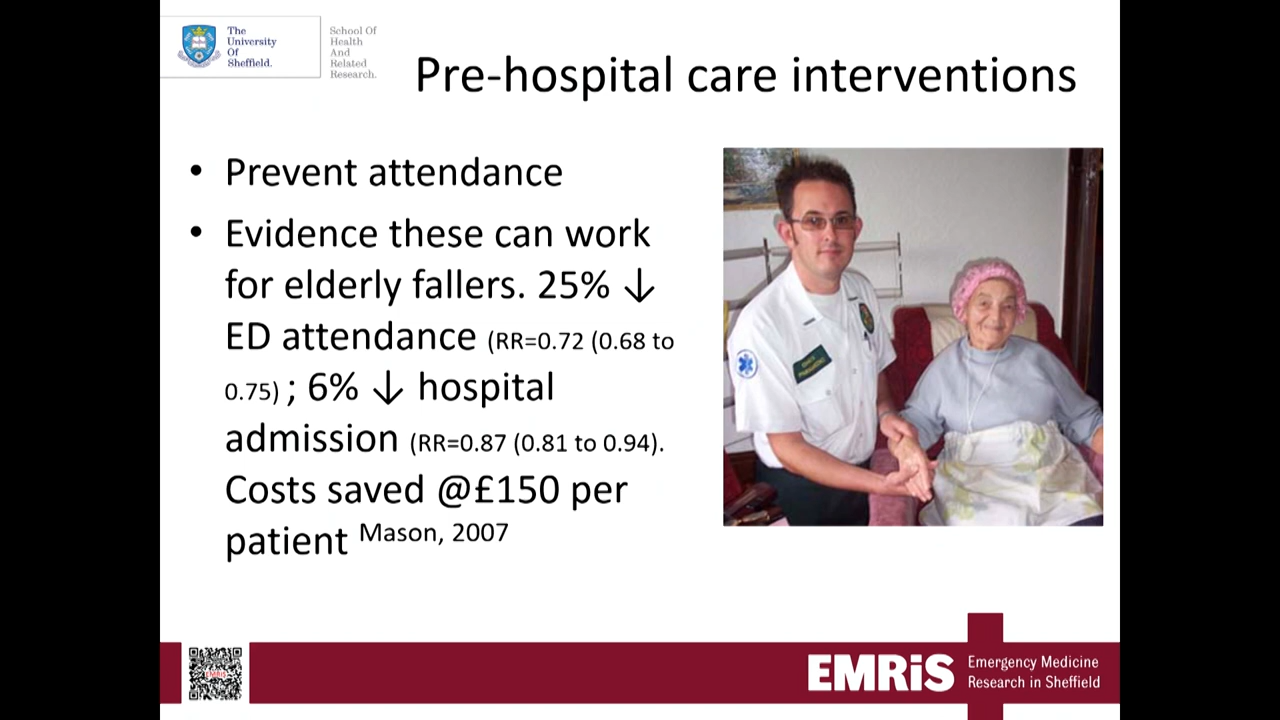 The
University
Of
Sheffield.
School Of
Health
And
Related
Research.
Pre-hospital care interventions
• Prevent attendance
• Evidence these can work
for elderly fallers. 25% ↓
ED attendance (RR=0.72 (0.68 to
0.75) ; 6% ↓ hospital
admission (RR=0.87 (0.81 to 0.94).
Costs saved @£150 per
patient Mason, 2007
EMRiS
EMRiS
Emergency Medicine
Research in Sheffield